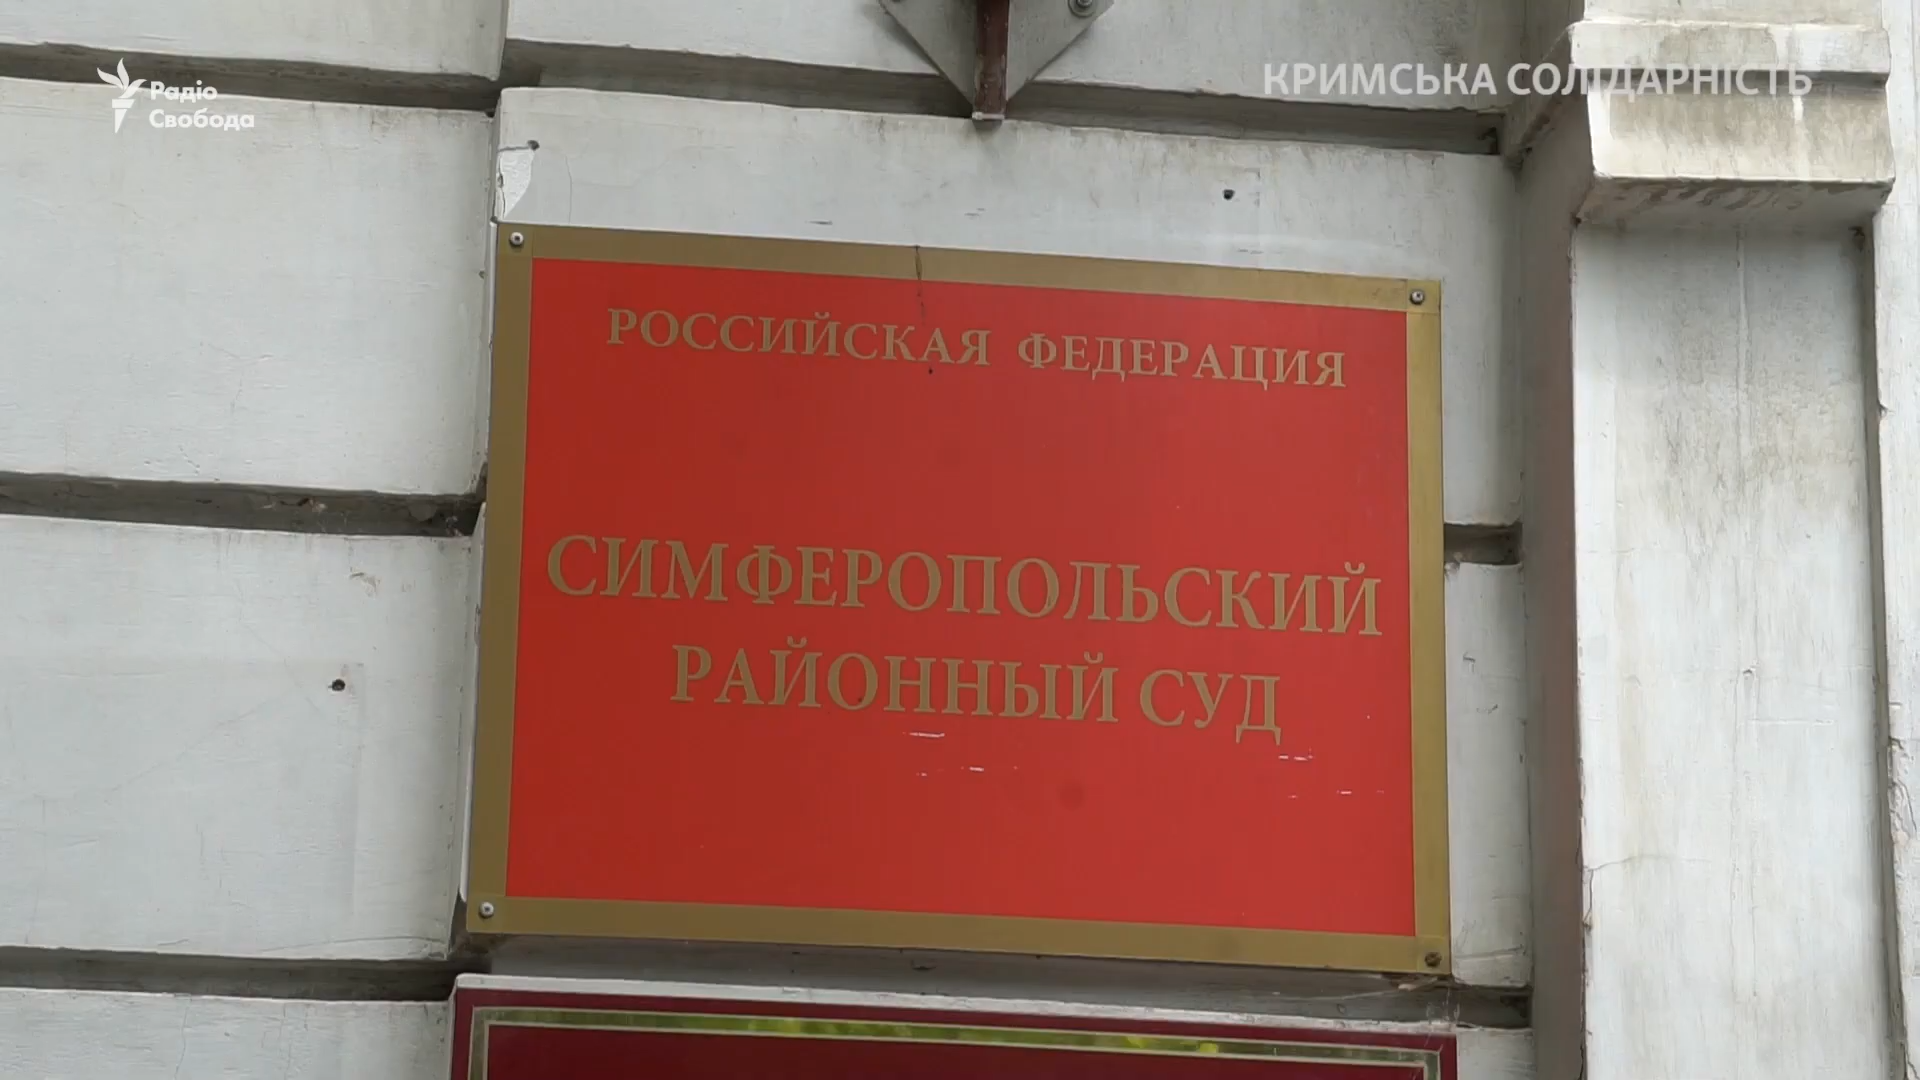 Радіо
Свобода
КРИМСЬКА СОЛІДАРНІСТЬ
РОССИЙСКАЯ ФЕДЕРАЦИЯ
СИМФЕРОПОЛЬСКИЙ
РАЙОННЫЙ СУД